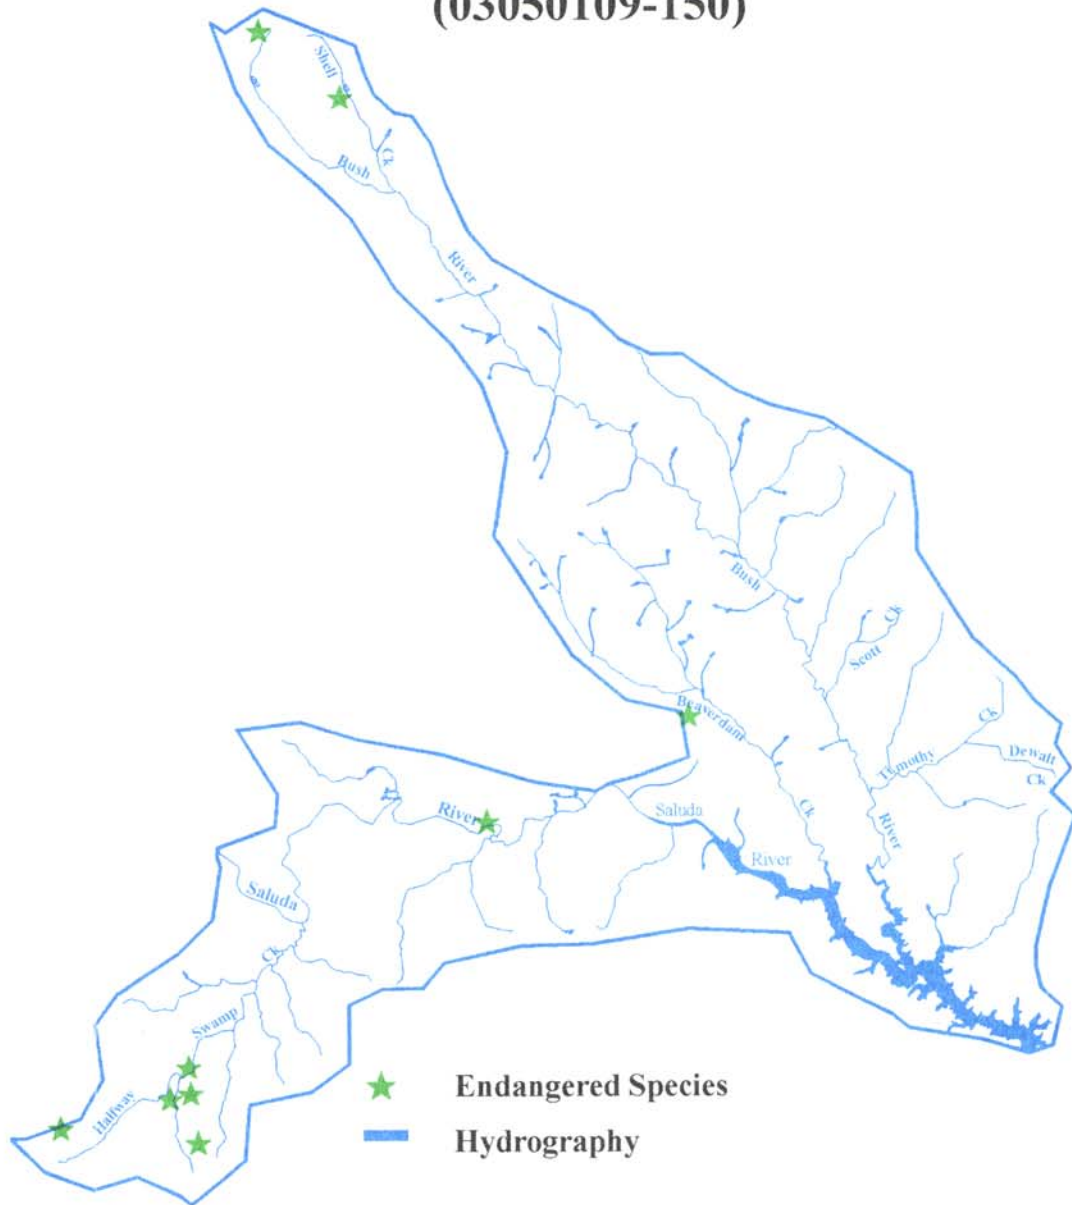 (03050109-150)
Shell
Ck
Bush
River
Bush
Scott
Ck
Beaverdam
Ck
Timothy
Ck
Dewalt
Ck
River
Saluda
River
River
Saluda
Ck
Swamp
Halfway
Endangered Species
Hydrography